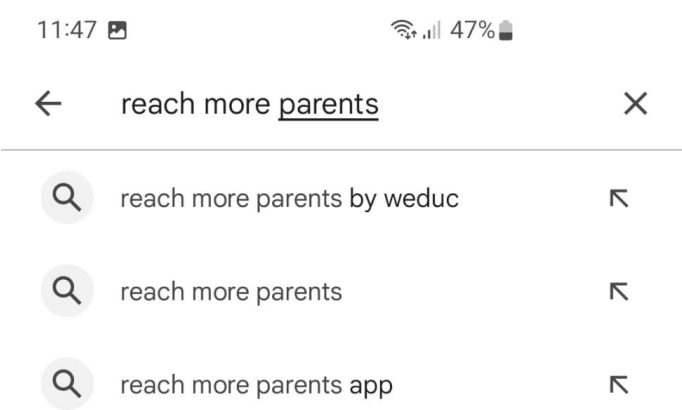 11:47 47%
reach more parents
reach more parents by weduc
reach more parents
reach more parents app